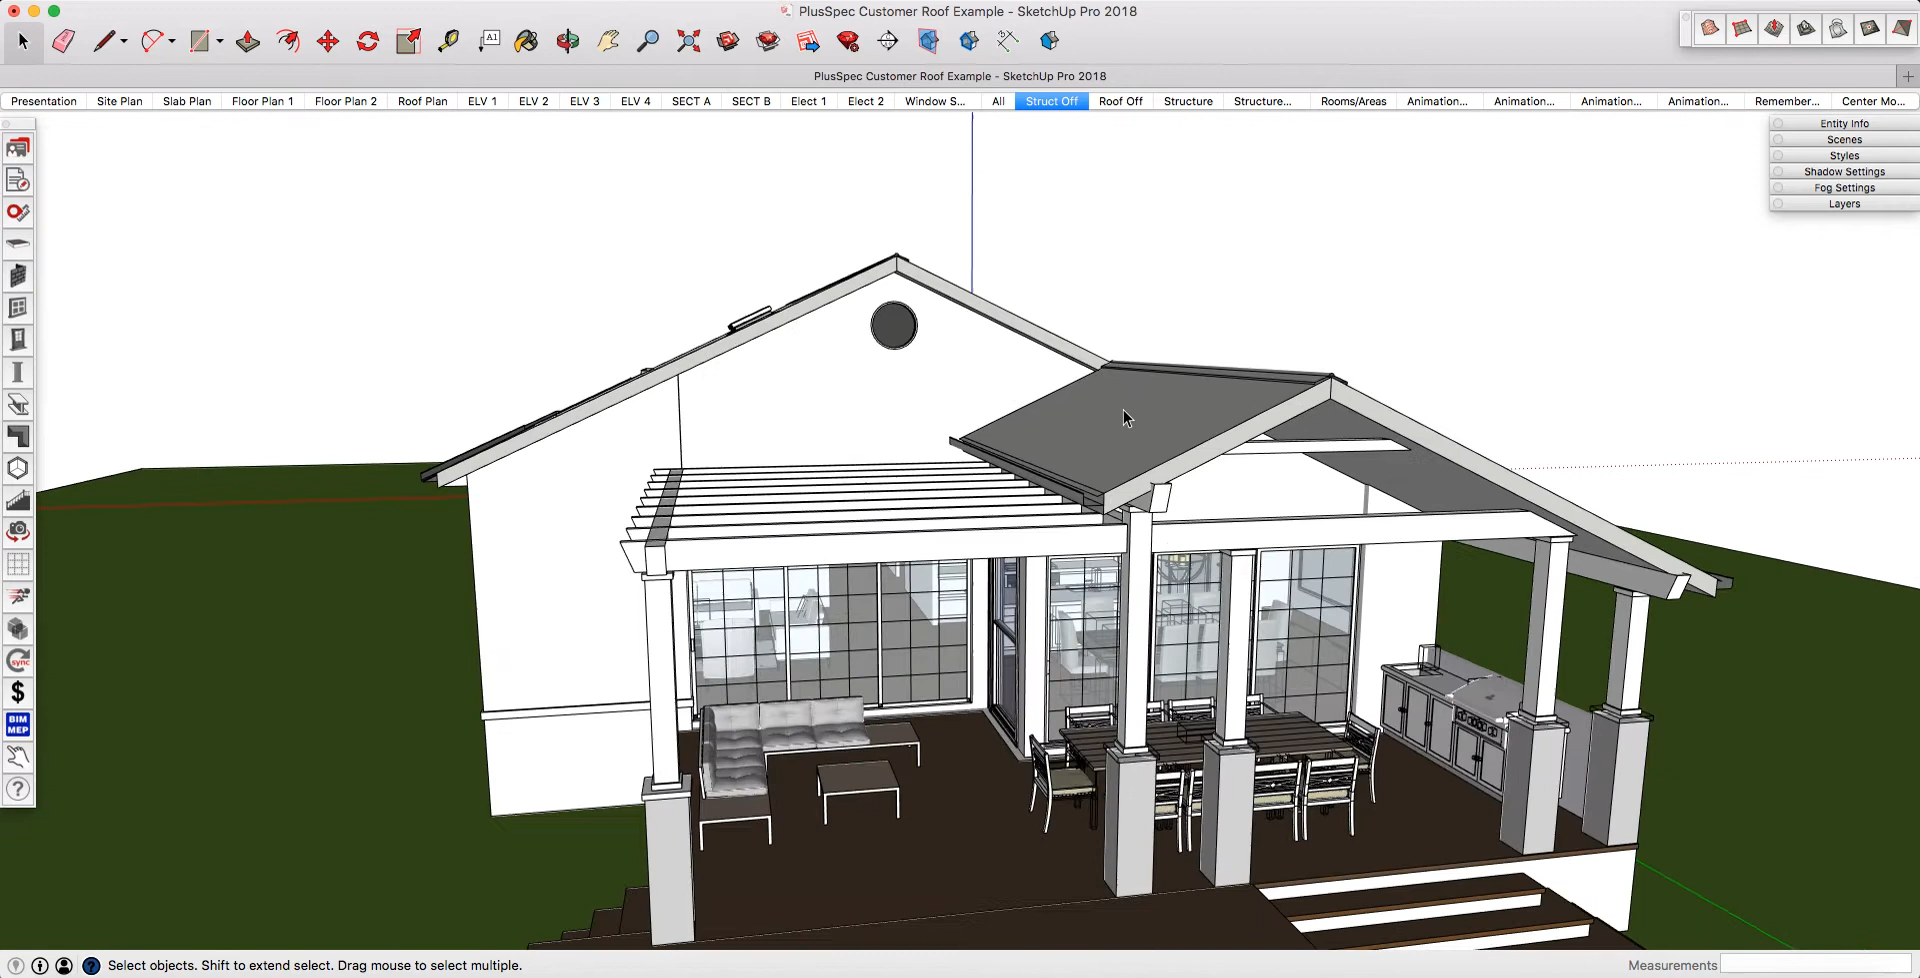 PlusSpec Customer Roof Example - SketchUp Pro 2018
A1
PlusSpec Customer Roof Example - SketchUp Pro 2018
Presentation Site Plan Slab Plan Floor Plan 1 Floor Plan 2 Roof Plan ELV 1 ELV 2 ELV 3 ELV 4 SECT A SECT B Elect 1 Elect 2 Window S... All Struct Off Roof Off Structure Structure... Rooms/Areas Animation... Animation... Animation... Animation... Remember... Center Mo...
Entity Info
Scenes
Styles
Shadow Settings
Fog Settings
Layers
sync
$
BIM
MEP
?
? Select objects. Shift to extend select. Drag mouse to select multiple.
Measurements